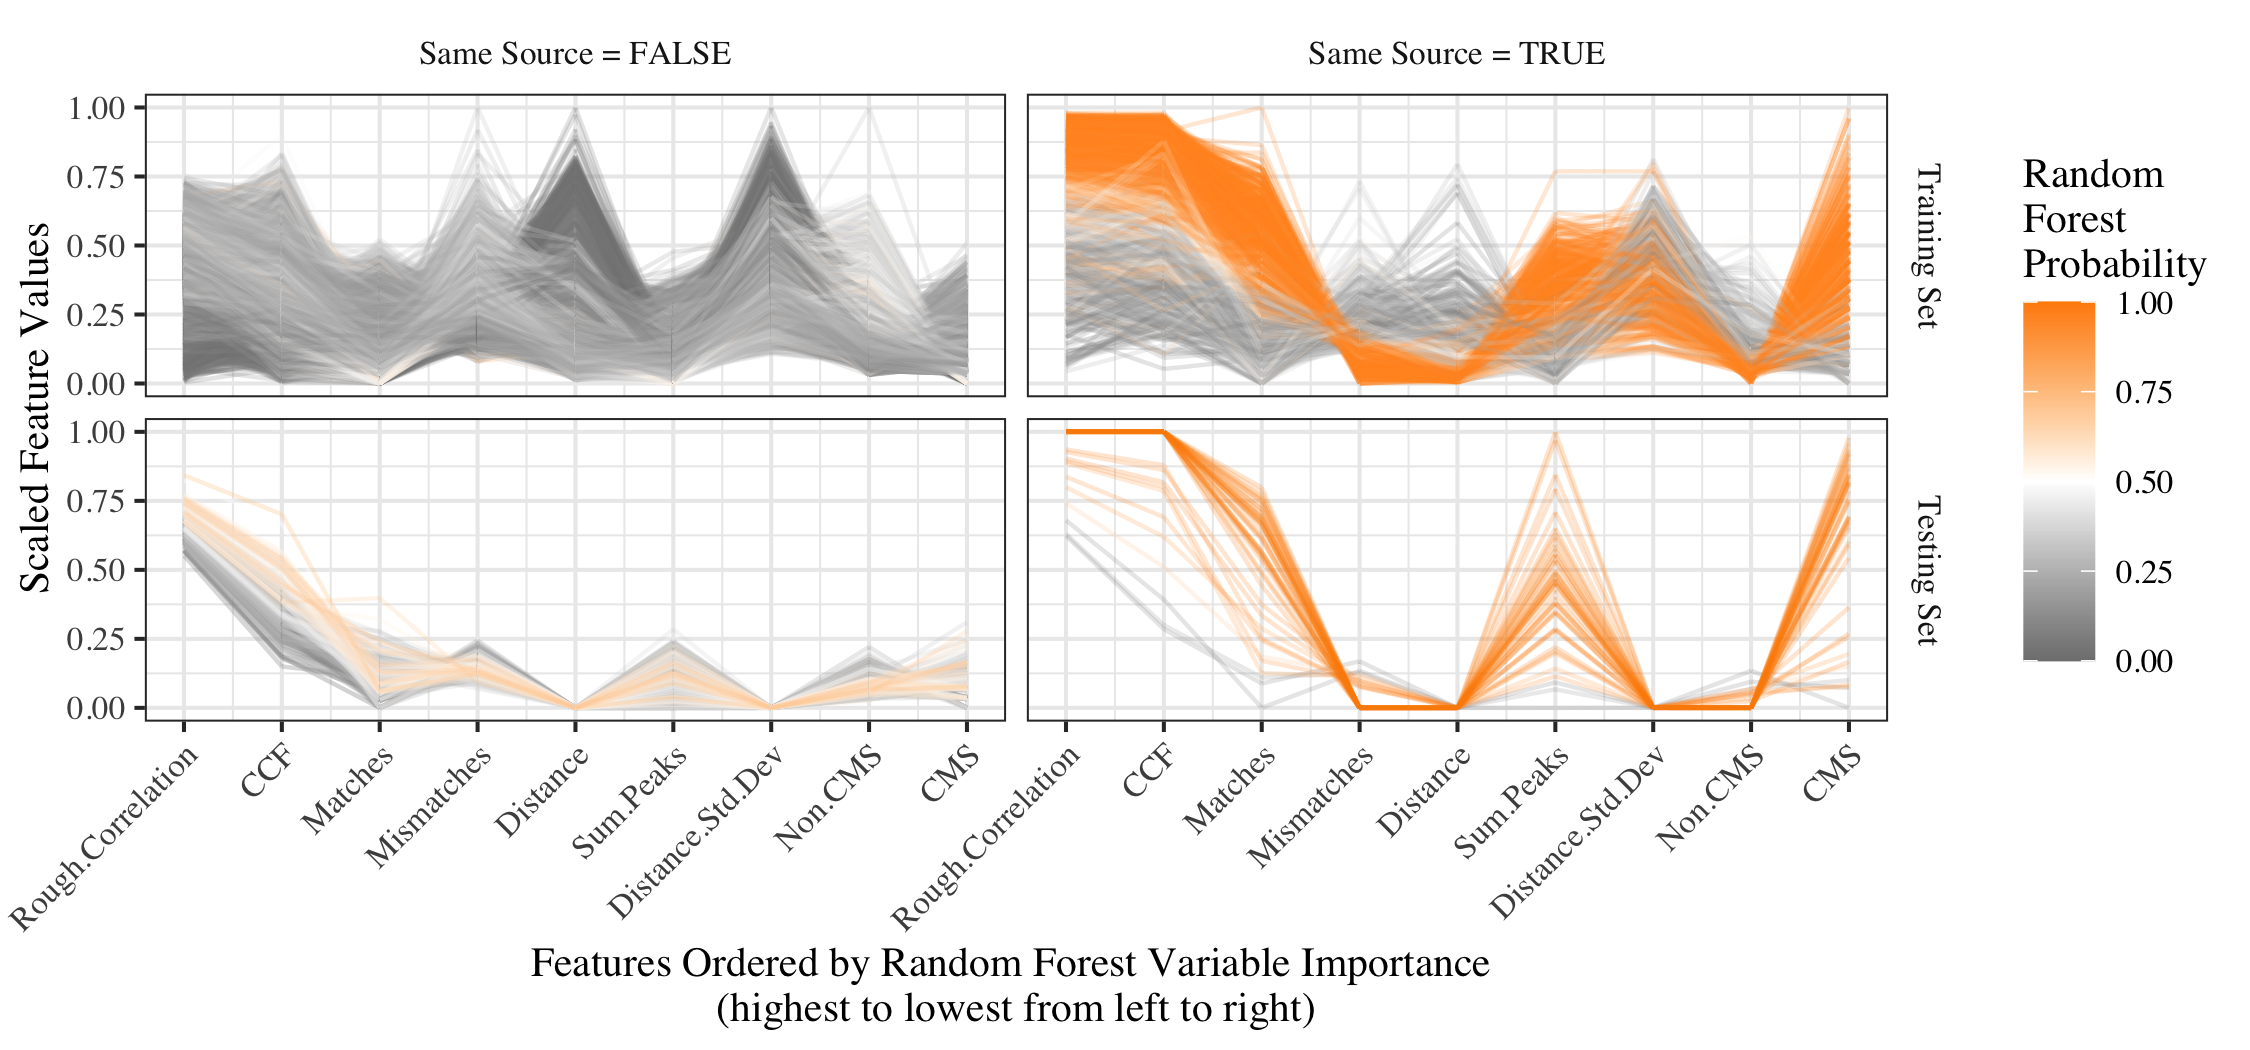 Same Source = FALSE
Same Source = TRUE
Scaled Feature Values
1.00
0.75
0.50
0.25
0.00
Training Set
1.00
0.75
0.50
0.25
0.00
Testing Set
Rough.Correlation
CCF
Matches
Mismatches
Distance
Sum.Peaks
Distance.Std.Dev
Non.CMS
CMS
Rough.Correlation
CCF
Matches
Mismatches
Distance
Sum.Peaks
Distance.Std.Dev
Non.CMS
CMS
Features Ordered by Random Forest Variable Importance
(highest to lowest from left to right)
Random
Forest
Probability
1.00
0.75
0.50
0.25
0.00